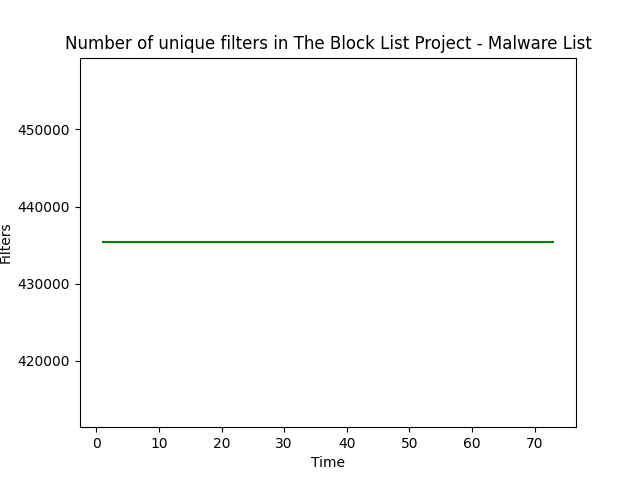 Number of unique filters in The Block List Project - Malware List
450000
440000
430000
420000
Filters
0 10 20 30 40 50 60 70
Time